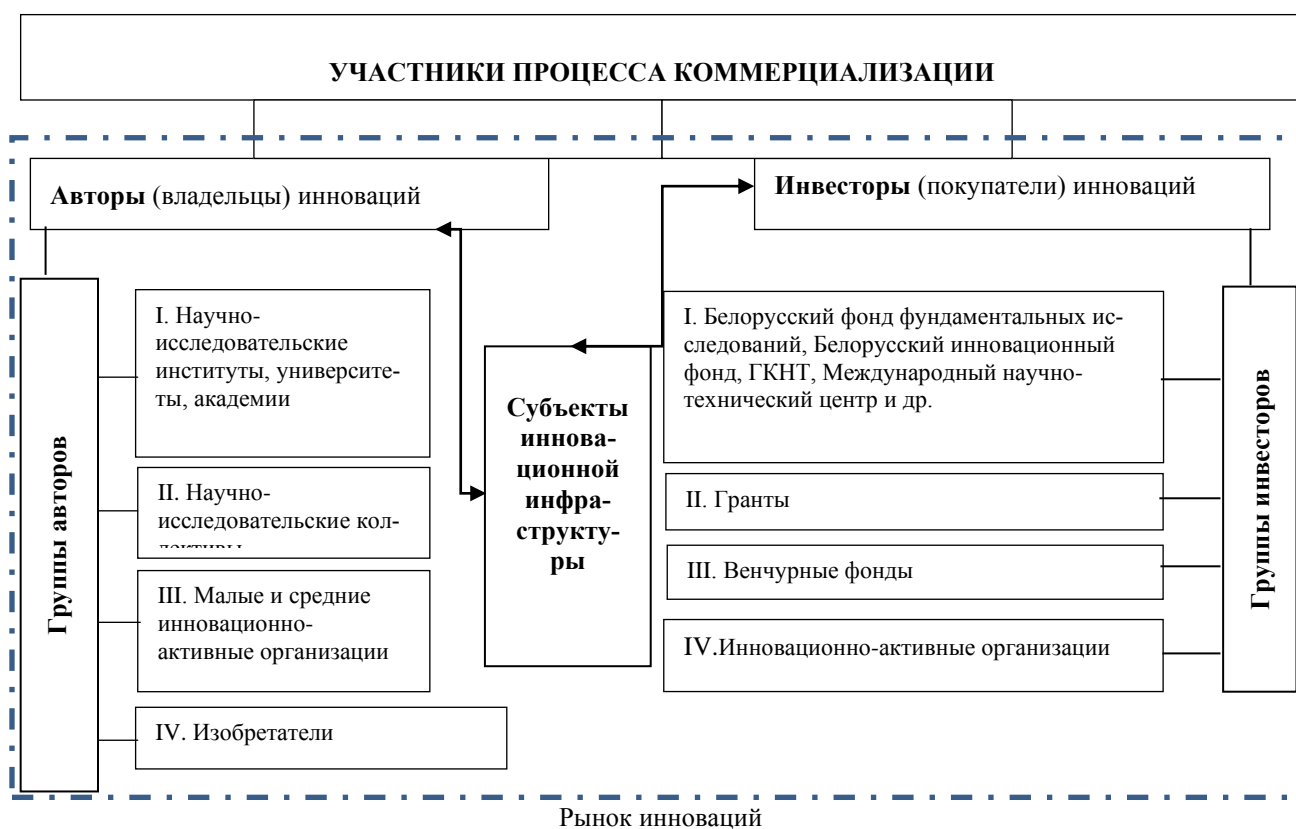 УЧАСТНИКИ ПРОЦЕССА КОММЕРЦИАЛИЗАЦИИ
Авторы (владельцы) инноваций
Инвесторы (покупатели) инноваций
Группы авторов
I. Научно-
исследовательские
институты, университе-
ты, академии
II. Научно-
исследовательские кол-
лективы
III. Малые и средние
инновационно-
активные организации
IV. Изобретатели
Субъекты
иннова-
ционной
инфра-
структу-
ры
I. Белорусский фонд фундаментальных ис-
следований, Белорусский инновационный
фонд, ГКНТ, Международный научно-
технический центр и др.
II. Гранты
III. Венчурные фонды
IV.Инновационно-активные организации
Группы инвесторов
Рынок инноваций